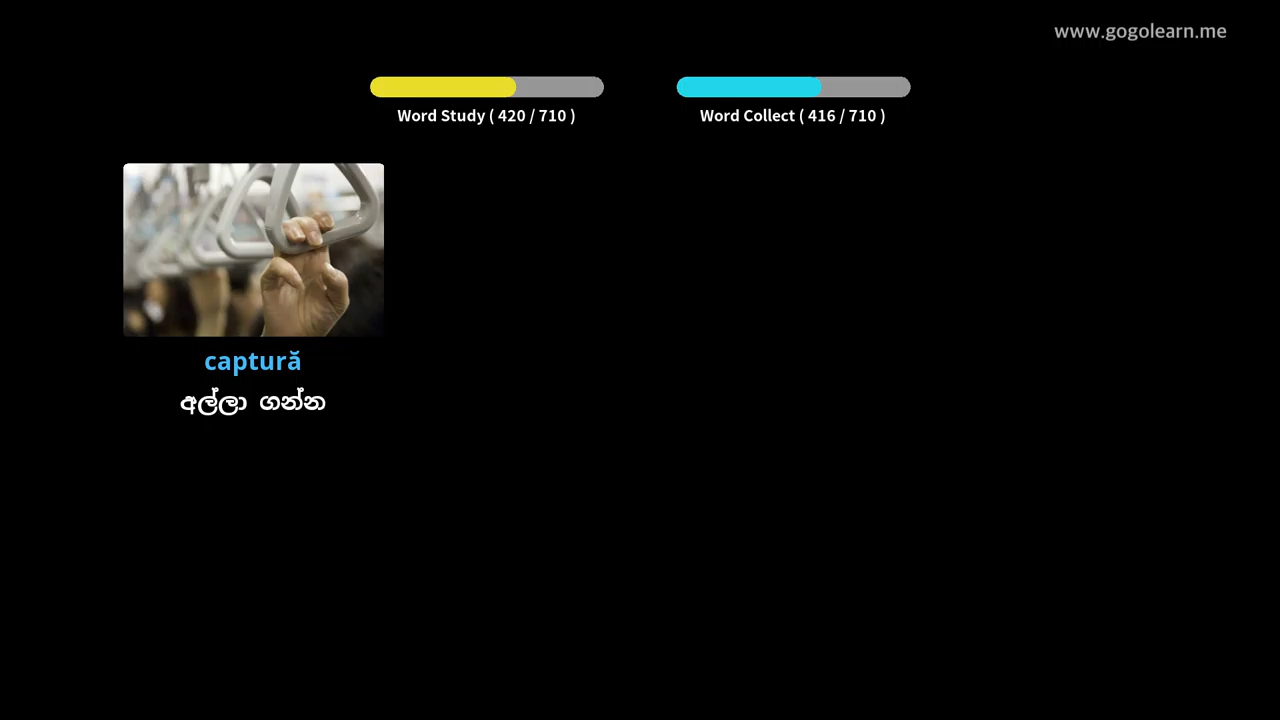 www.gogolearn.me
Word Study ( 420 / 710 )
Word Collect ( 416 / 710 )
captură
අල්ලා ගන්න